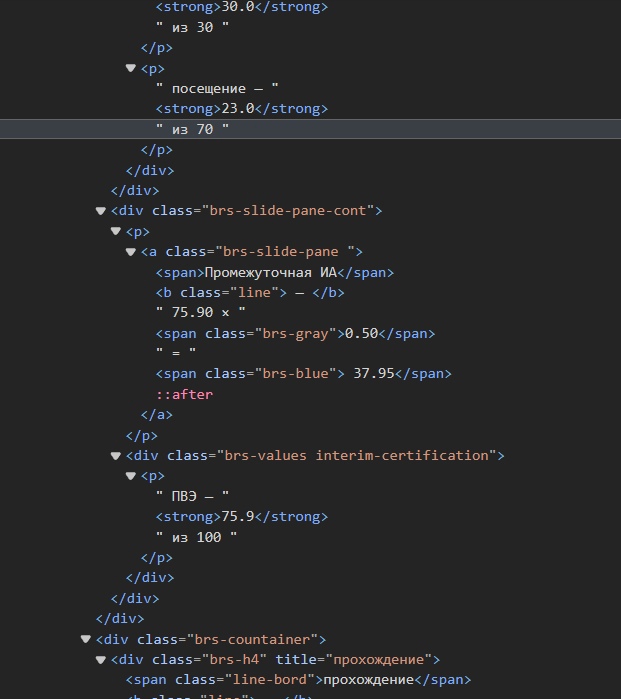 <strong>30.0</strong>
" из 30 "
</p>
<p>
" посещение — "
<strong>23.0</strong>
" из 70 "
</p>
</div>
</div>
<div class="brs-slide-pane-cont">
<p>
<a class="brs-slide-pane ">
<span>Промежуточная ИА</span>
<b class="line"> — </b>
" 75.90 × "
<span class="brs-gray">0.50</span>
" = "
<span class="brs-blue"> 37.95</span>
::after
</a>
</p>
<div class="brs-values interim-certification">
<p>
" ПВЭ — "
<strong>75.9</strong>
" из 100 "
</p>
</div>
</div>
</div>
<div class="brs-countainer">
<div class="brs-h4" title="прохождение">
<span class="line-bord">прохождение</span>
<b class="line"> — </b>